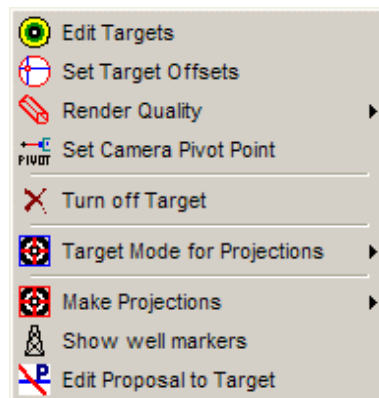 Edit Targets
Set Target Offsets
Render Quality
PIVOT Set Camera Pivot Point
Turn off Target
Target Mode for Projections
Make Projections
Show well markers
P Edit Proposal to Target